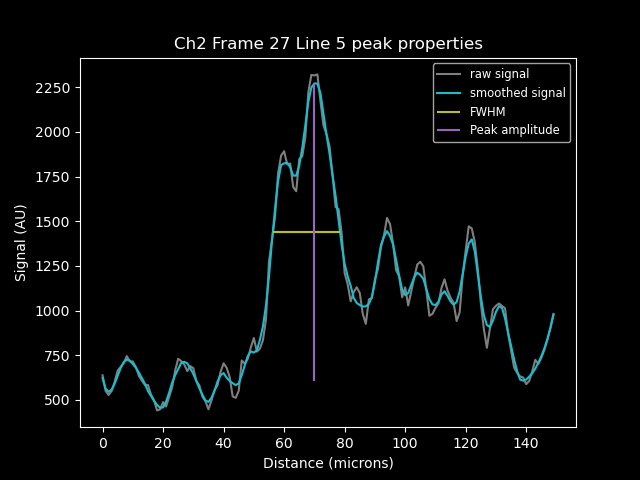 Ch2 Frame 27 Line 5 peak properties
raw signal
smoothed signal
FWHM
Peak amplitude
Signal (AU)
2250
2000
1750
1500
1250
1000
750
500
0 20 40 60 80 100 120 140
Distance (microns)